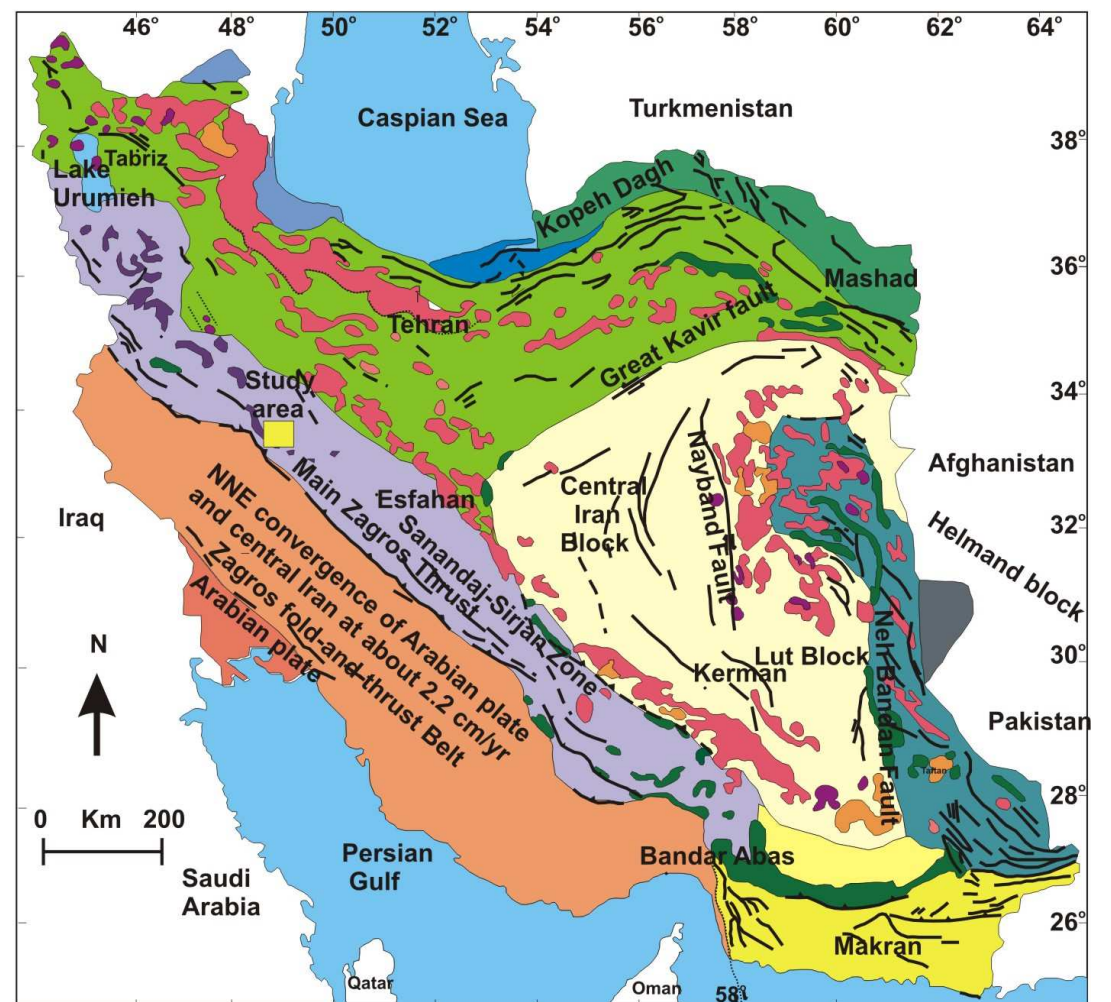 46°
50°
52°
54°
56°
58°
60°
62°
64°
Caspian Sea
Turkmenistan
38°
Tabriz
Lake
Urumieh
Kopeh Dagh
36°
Mashad
Tehran
Great Kavir fault
34°
Study
area
Afghanistan
Nayband Fault
Central
Iran
Block
Esfahan
Main Zagros Thrust
Sanandaj-Sirjan Zone
Iraq
32°
Helmand block
NNE convergence of Arabian plate
and central Iran at about 2.2 cm/yr
Zagros fold-and-thrust Belt
Arabian plate
N
30°
Lut Block
Kerman
Neh Bandan Fault
Pakistan
Taftan
28°
0 Km 200
Persian
Gulf
Bandar Abas
Saudi
Arabia
26°
Makran
Qatar
Oman
58°